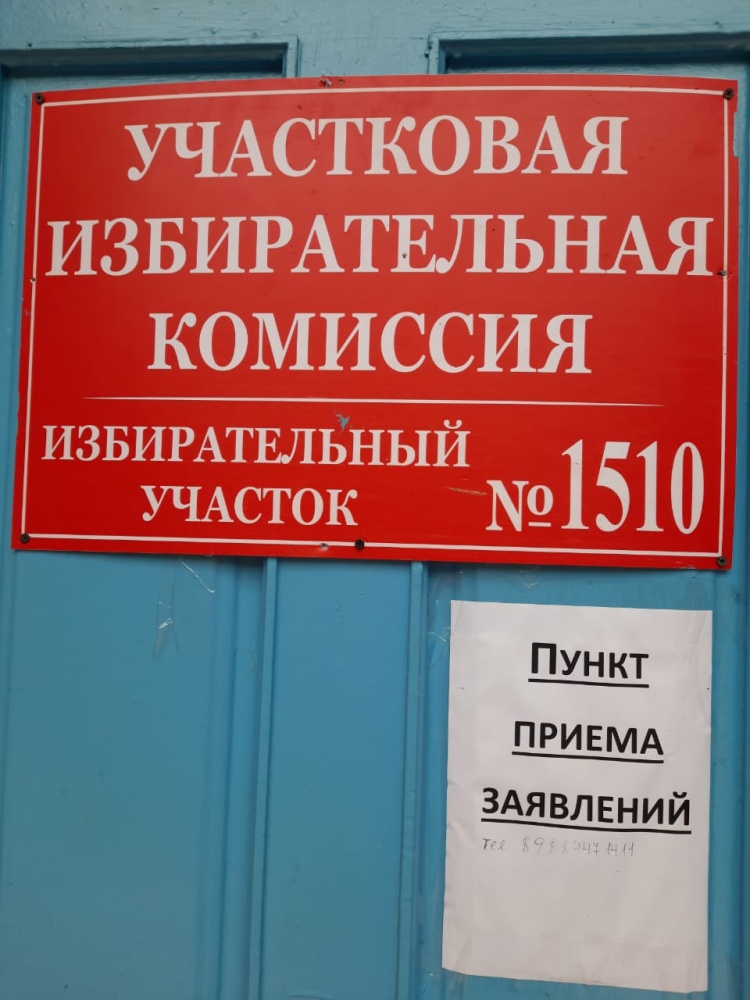 УЧАСТКОВАЯ
ИЗБИРАТЕЛЬНАЯ
КОМИССИЯ
ИЗБИРАТЕЛЬНЫЙ
УЧАСТОК
№1510
Пункт
ПРИЕМА
ЗАЯВЛЕНИЙ
Тел.